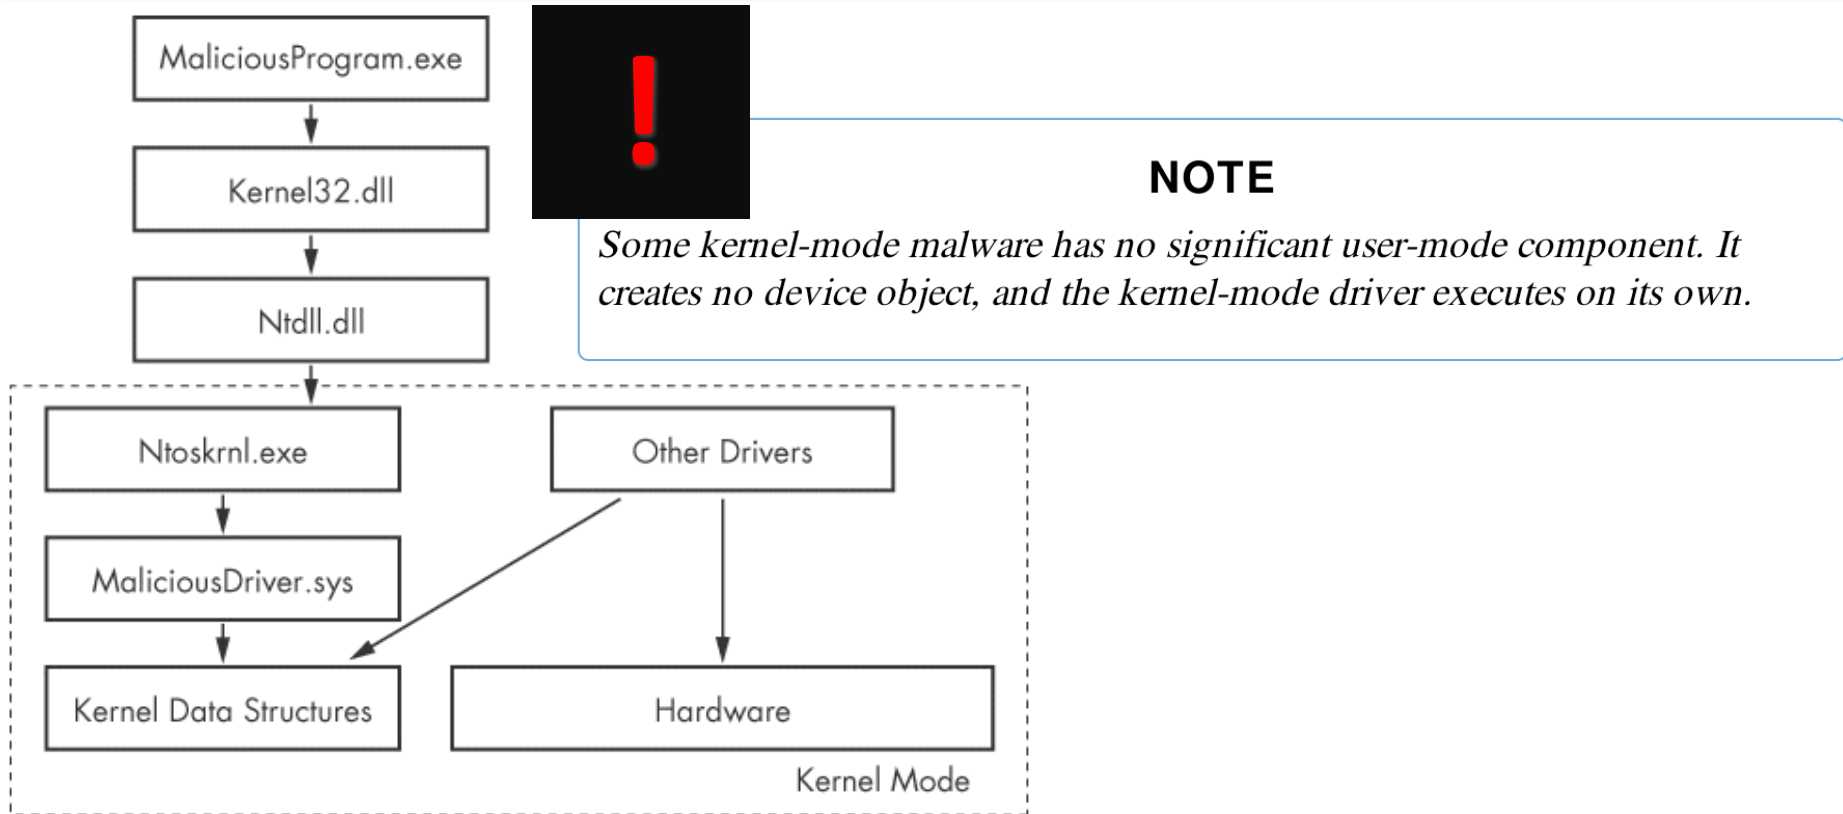 MaliciousProgram.exe
Kernel32.dll
Ntdll.dll
!
NOTE
Some kernel-mode malware has no significant user-mode component. It
creates no device object, and the kernel-mode driver executes on its own.
Ntoskrnl.exe
Other Drivers
MaliciousDriver.sys
Kernel Data Structures
Hardware
Kernel Mode